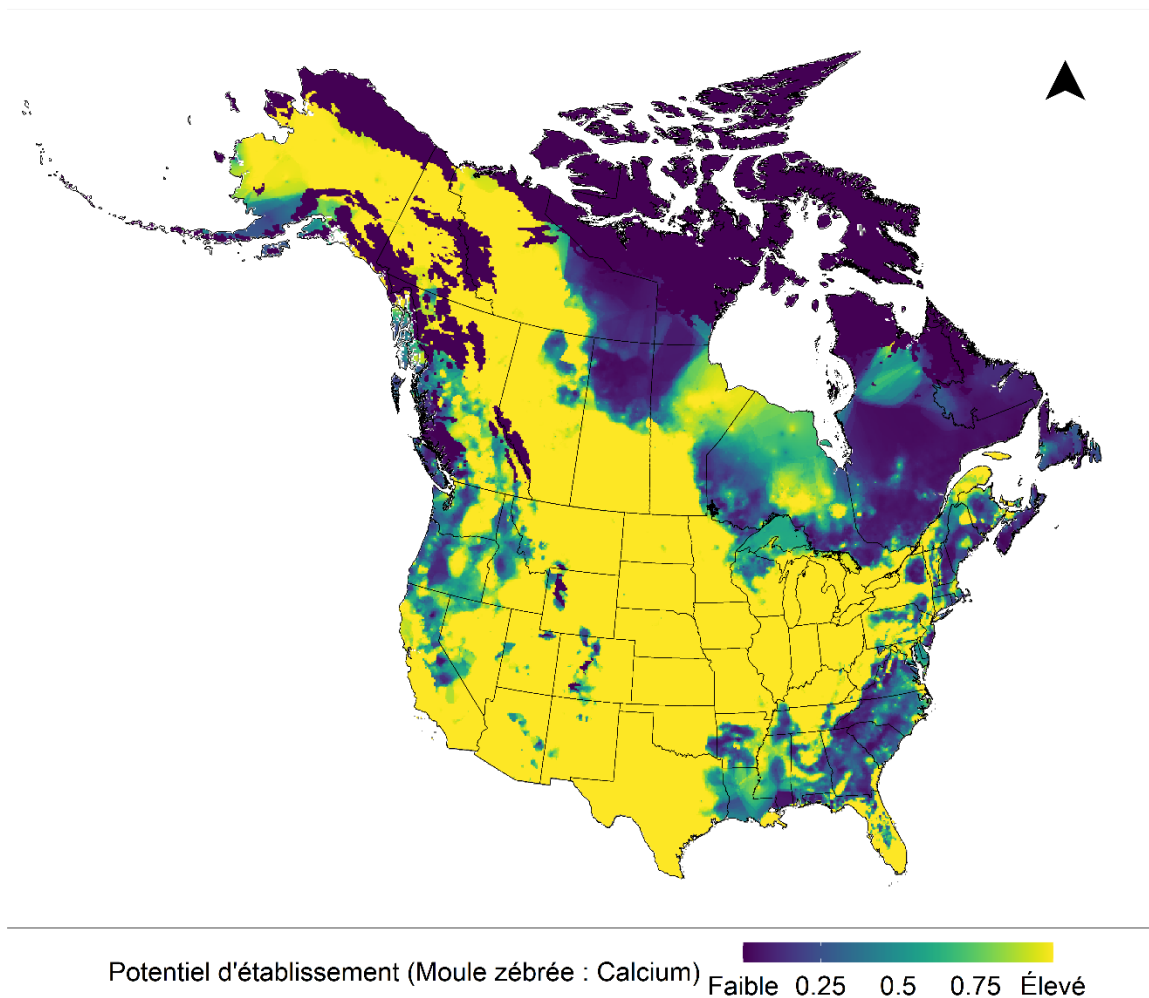 Potentiel d'établissement (Moule zébrée : Calcium)
Faible 0.25 0.5 0.75 Élevé